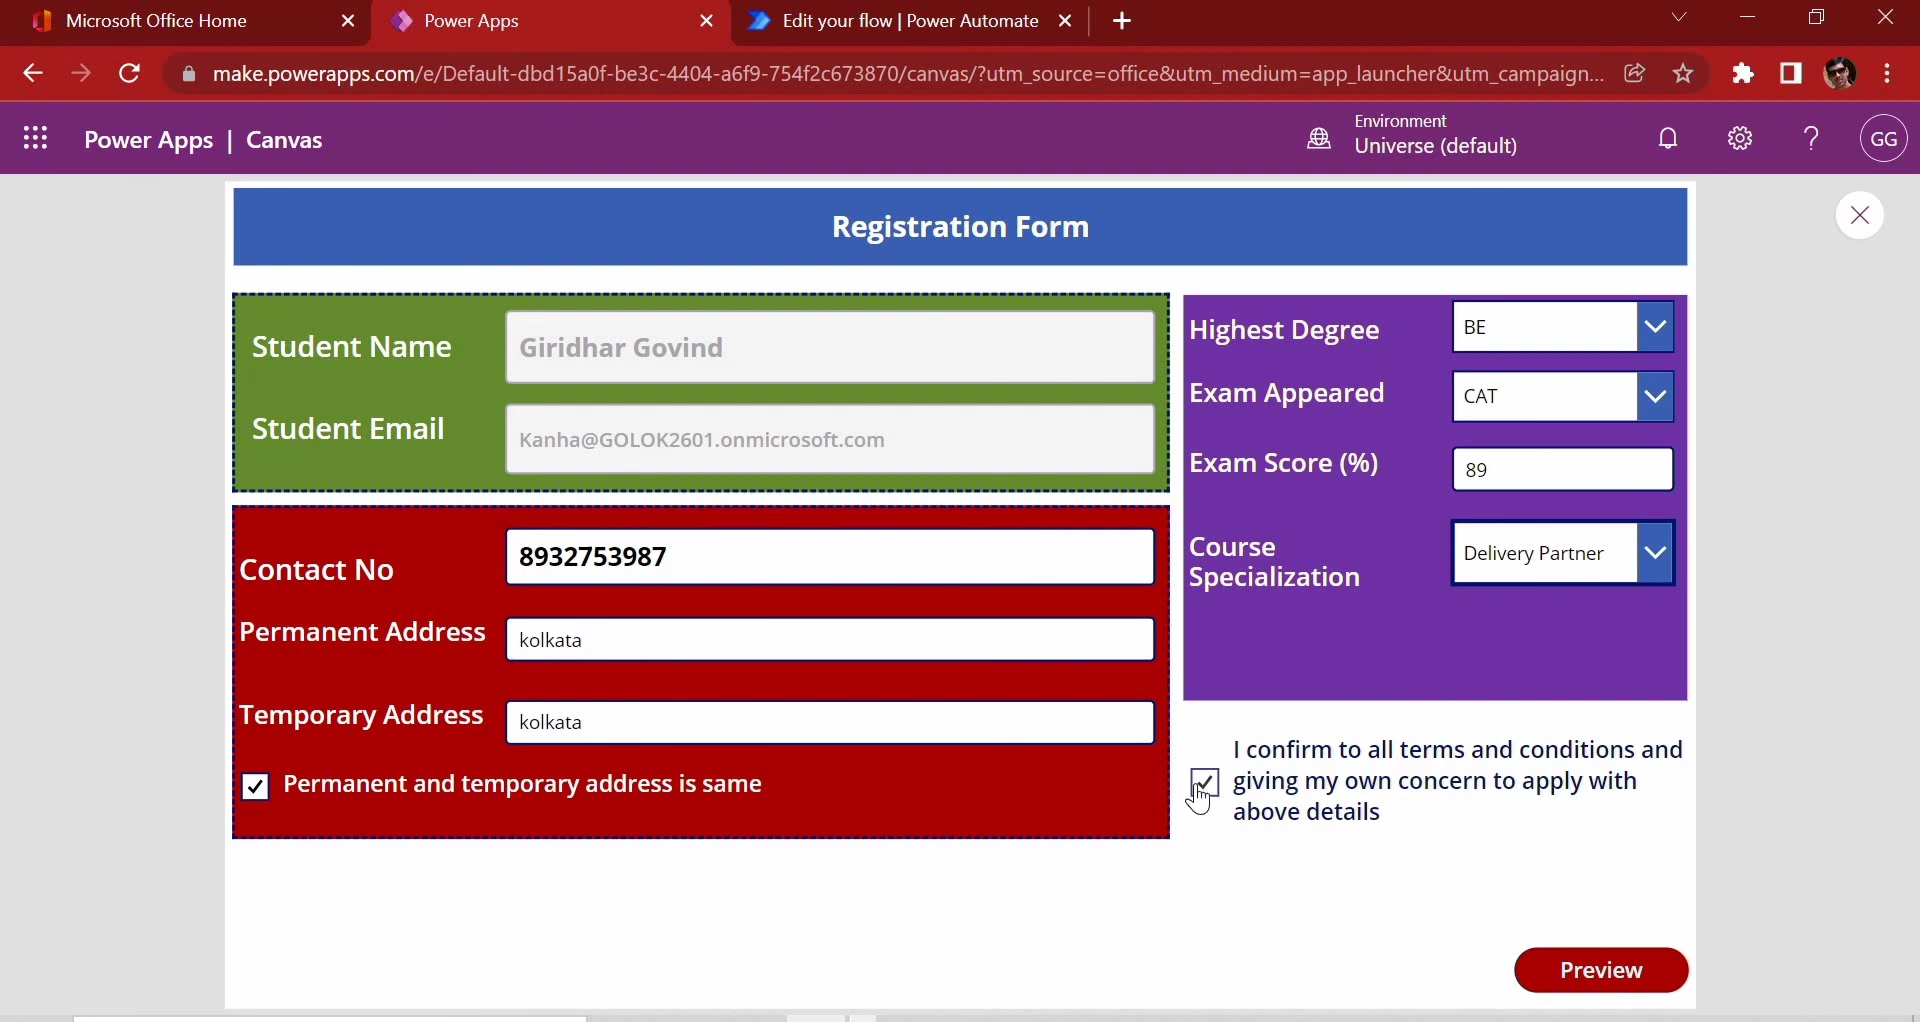 Microsoft Office Home
Power Apps
Edit your flow | Power Automate
make.powerapps.com/e/Default-dbd15a0f-be3c-4404-a6f9-754f2c673870/canvas/?utm_source=office&utm_medium=app_launcher&utm_campaign...
Power Apps | Canvas
Environment
Universe (default)
?
GG
Registration Form
Student Name
Giridhar Govind
Student Email
Kanha@GOLOK2601.onmicrosoft.com
Contact No
8932753987
Permanent Address
kolkata
Temporary Address
kolkata
Permanent and temporary address is same
Highest Degree
BE
Exam Appeared
CAT
Exam Score (%)
89
Course
Specialization
Delivery Partner
I confirm to all terms and conditions and
giving my own concern to apply with
above details
Preview